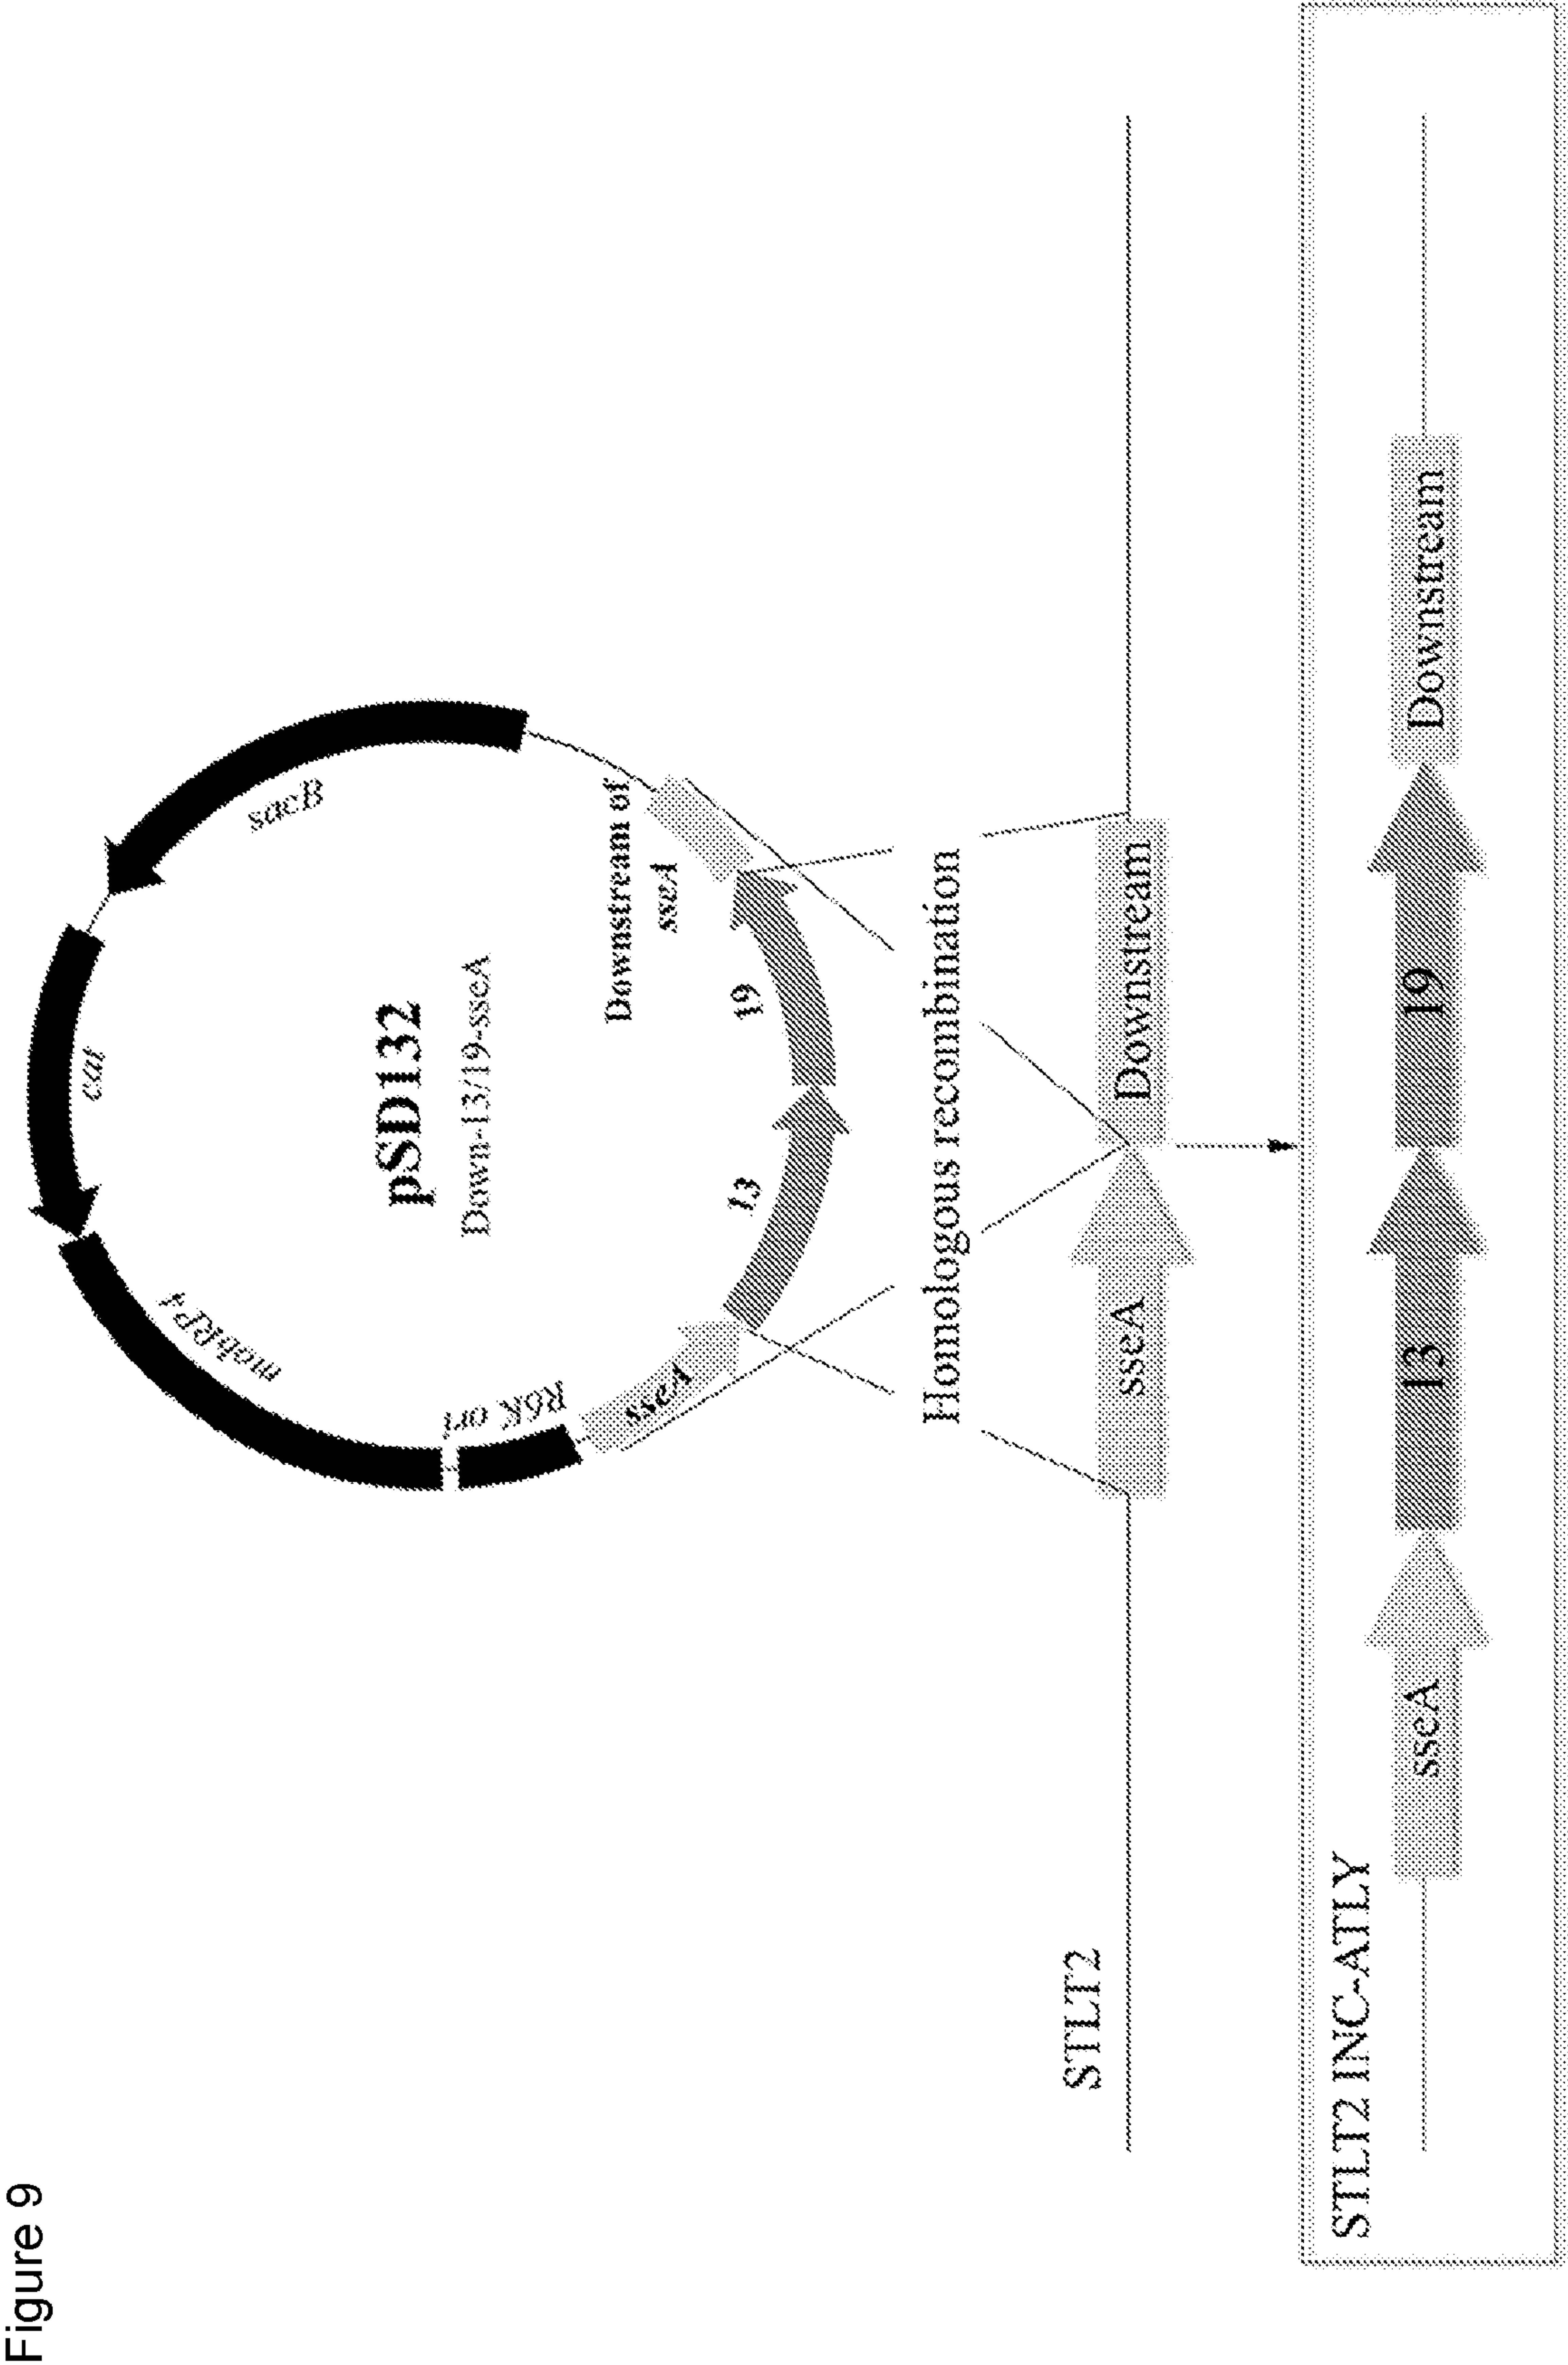 Figure 9
cat
sacB
mobRP4
pSD132
Down-13/19-sseA
R6K ori
Downstream of
sseA
sseA
13
19
Homologous recombination
STLT2
sseA
Downstream
STLT2 INC-ATLY
sseA
13
19
Downstream